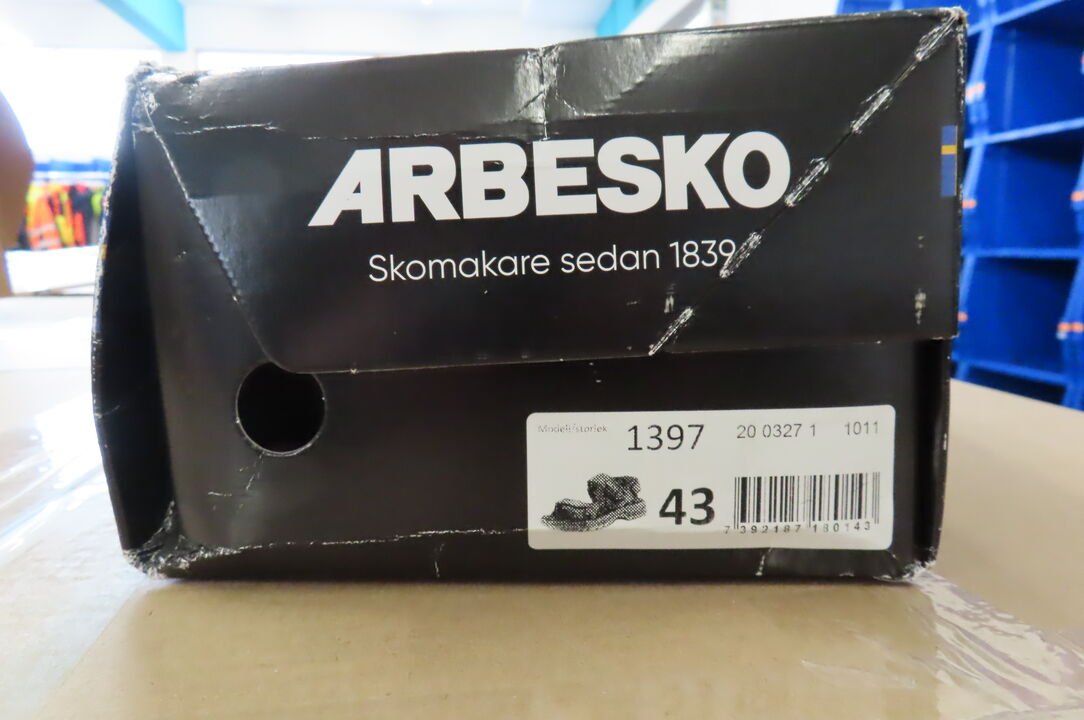 ARBESKO
Skomakare sedan 1839
Modell/storlek 1397 20 0327 1 1011
43
7 392187 180143